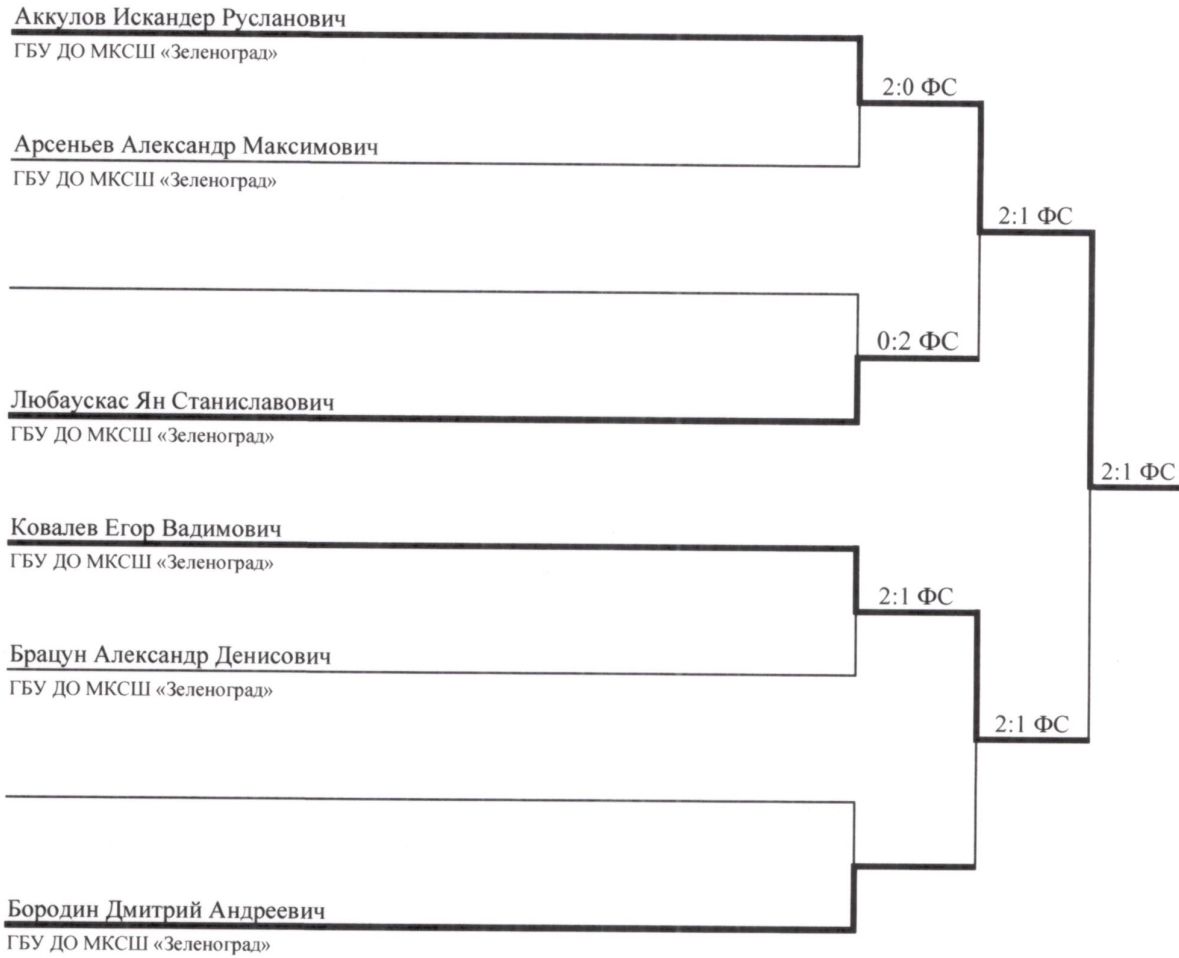 Аккулов Искандер Русланович
ГБУ ДО МКСШ «Зеленоград»
2:0 ФС
Арсеньев Александр Максимович
ГБУ ДО МКСШ «Зеленоград»
2:1 ФС
0:2 ФС
Любаускас Ян Станиславович
ГБУ ДО МКСШ «Зеленоград»
2:1 ФС
Ковалев Егор Вадимович
ГБУ ДО МКСШ «Зеленоград»
2:1 ФС
Брацун Александр Денисович
ГБУ ДО МКСШ «Зеленоград»
2:1 ФС
Бородин Дмитрий Андреевич
ГБУ ДО МКСШ «Зеленоград»